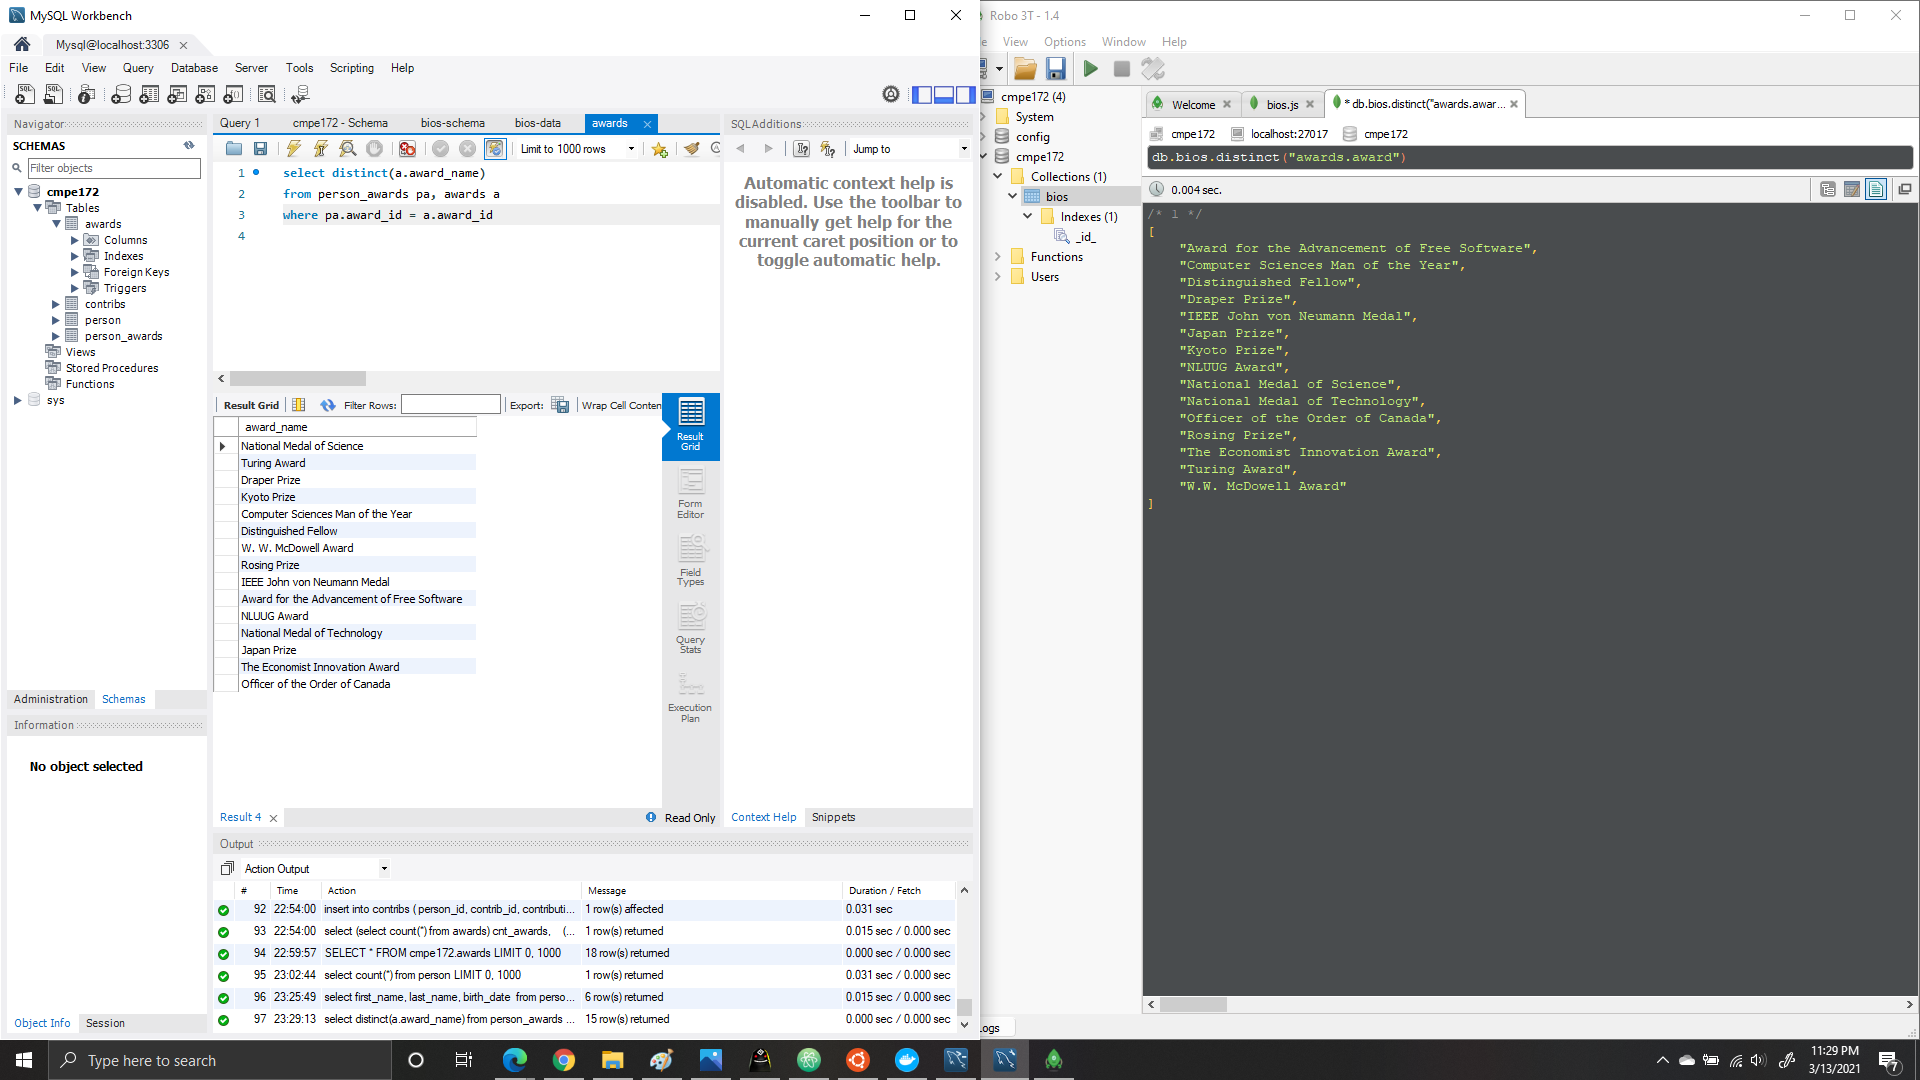 MySQL Workbench
Mysql@localhost:3306
File Edit View Query Database Server Tools Scripting Help
Navigator
SCHEMAS
Filter objects
cmpe172
Tables
awards
Columns
Indexes
Foreign Keys
Triggers
contribs
person
person_awards
Views
Stored Procedures
Functions
sys
Administration Schemas
Information
No object selected
Object Info Session
Query 1 cmpe172 - Schema bios-schema bios-data awards
Limit to 1000 rows
1 select distinct(a.award_name)
2 from person_awards pa, awards a
3 where pa.award_id = a.award_id
4
Result Grid Filter Rows: Export: Wrap Cell Conten
award_name
National Medal of Science
Turing Award
Draper Prize
Kyoto Prize
Computer Sciences Man of the Year
Distinguished Fellow
W. W. McDowell Award
Rosing Prize
IEEE John von Neumann Medal
Award for the Advancement of Free Software
NLUUG Award
National Medal of Technology
Japan Prize
The Economist Innovation Award
Officer of the Order of Canada
Result
Grid
Form
Editor
Field
Types
Query
Stats
Execution
Plan
Result 4 Read Only
SQLAdditions
Jump to
Automatic context help is
disabled. Use the toolbar to
manually get help for the
current caret position or to
toggle automatic help.
Context Help Snippets
Output
Action Output
# Time Action Message Duration / Fetch
92 22:54:00 insert into contribs ( person_id, contrib_id, contributi... 1 row(s) affected 0.031 sec
93 22:54:00 select (select count(*) from awards) cnt_awards, (... 1 row(s) returned 0.015 sec / 0.000 sec
94 22:59:57 SELECT * FROM cmpe172.awards LIMIT 0, 1000 18 row(s) returned 0.000 sec / 0.000 sec
95 23:02:44 select count(*) from person LIMIT 0, 1000 1 row(s) returned 0.031 sec / 0.000 sec
96 23:25:49 select first_name, last_name, birth_date from perso... 6 row(s) returned 0.015 sec / 0.000 sec
97 23:29:13 select distinct(a.award_name) from person_awards ... 15 row(s) returned 0.000 sec / 0.000 sec
Robo 3T - 1.4
e View Options Window Help
cmpe172 (4)
System
config
cmpe172
Collections (1)
bios
Indexes (1)
_id_
Functions
Users
ogs
Welcome bios.js * db.bios.distinct("awards.awar...
cmpe172 localhost:27017 cmpe172
db.bios.distinct("awards.award")
0.004 sec.
/* 1 */
[
"Award for the Advancement of Free Software",
"Computer Sciences Man of the Year",
"Distinguished Fellow",
"Draper Prize",
"IEEE John von Neumann Medal",
"Japan Prize",
"Kyoto Prize",
"NLUUG Award",
"National Medal of Science",
"National Medal of Technology",
"Officer of the Order of Canada",
"Rosing Prize",
"The Economist Innovation Award",
"Turing Award",
"W.W. McDowell Award"
]
Type here to search
11:29 PM
3/13/2021
7